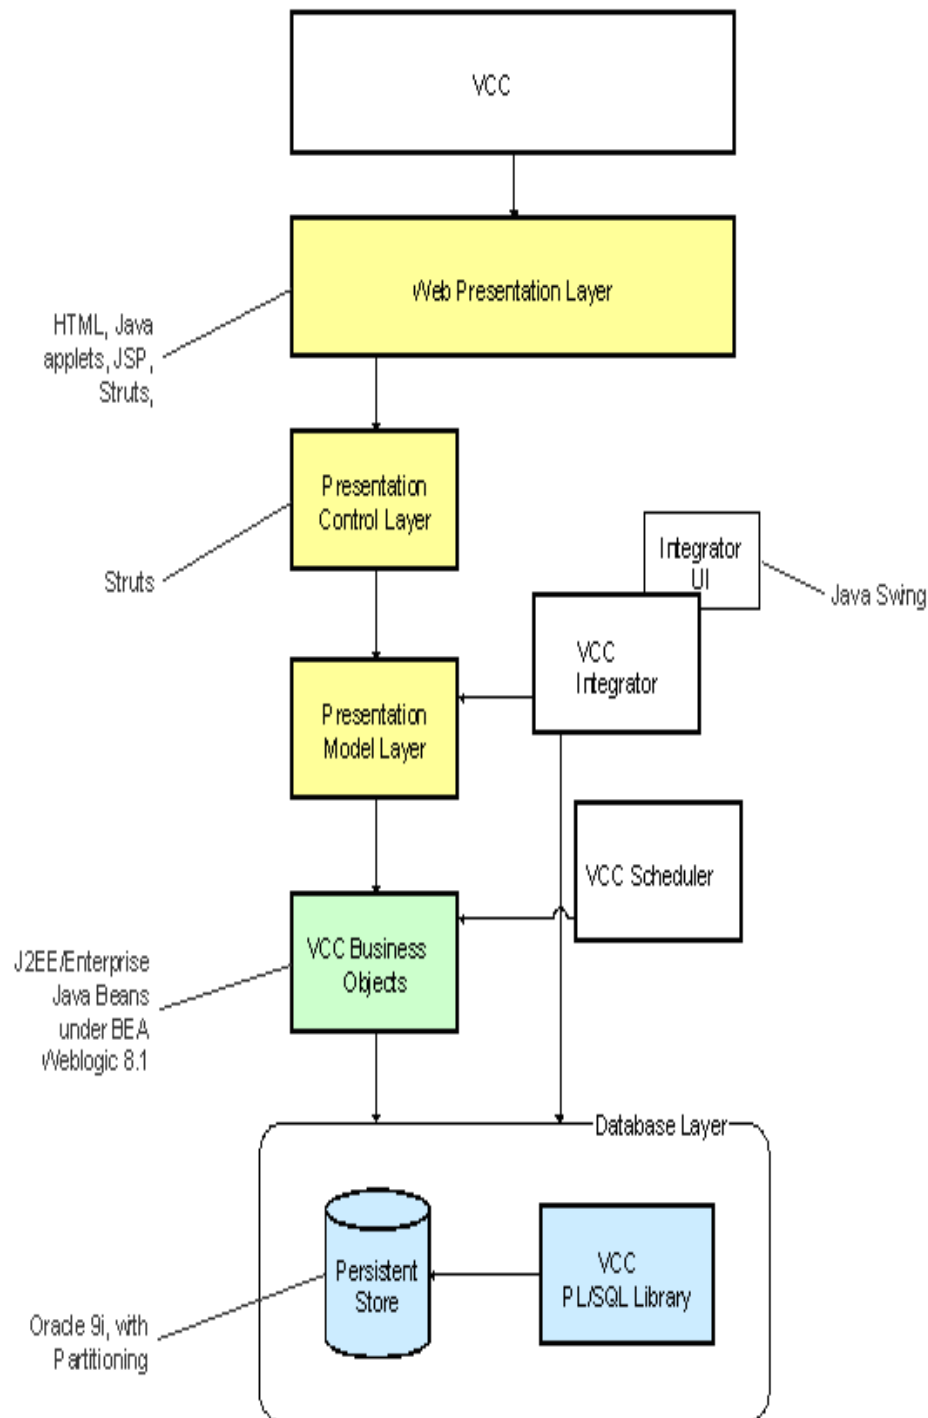 VCC
Web Presentation Layer
HTML, Java
applets, JSP,
Struts,
Presentation
Control Layer
Struts
Integrator
UI
Java Swing
VCC
Integrator
Presentation
Model Layer
VCC Scheduler
VCC Business
Objects
J2EE/Enterprise
Java Beans
under BEA
Weblogic 8.1
Database Layer
Persistent
Store
VCC
PL/SQL Library
Oracle 9i, with
Partitioning